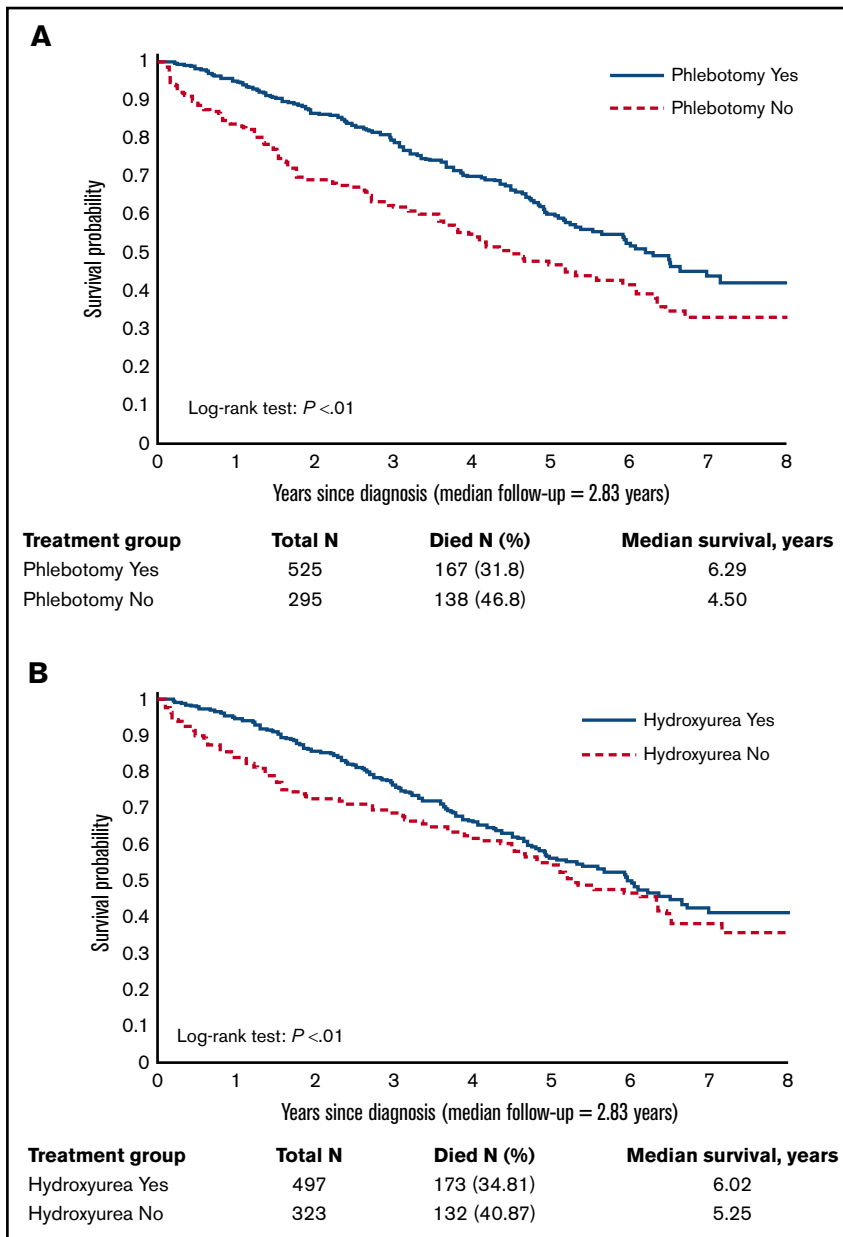 A
1
0.9
0.8
0.7
0.6
0.5
0.4
0.3
0.2
0.1
0
Survival probability
Phlebotomy Yes
Phlebotomy No
Log-rank test: P <.01
0 1 2 3 4 5 6 7 8
Years since diagnosis (median follow-up = 2.83 years)
Treatment group Total N Died N (%) Median survival, years
Phlebotomy Yes 525 167 (31.8) 6.29
Phlebotomy No 295 138 (46.8) 4.50
B
1
0.9
0.8
0.7
0.6
0.5
0.4
0.3
0.2
0.1
0
Survival probability
Hydroxyurea Yes
Hydroxyurea No
Log-rank test: P <.01
0 1 2 3 4 5 6 7 8
Years since diagnosis (median follow-up = 2.83 years)
Treatment group Total N Died N (%) Median survival, years
Hydroxyurea Yes 497 173 (34.81) 6.02
Hydroxyurea No 323 132 (40.87) 5.25